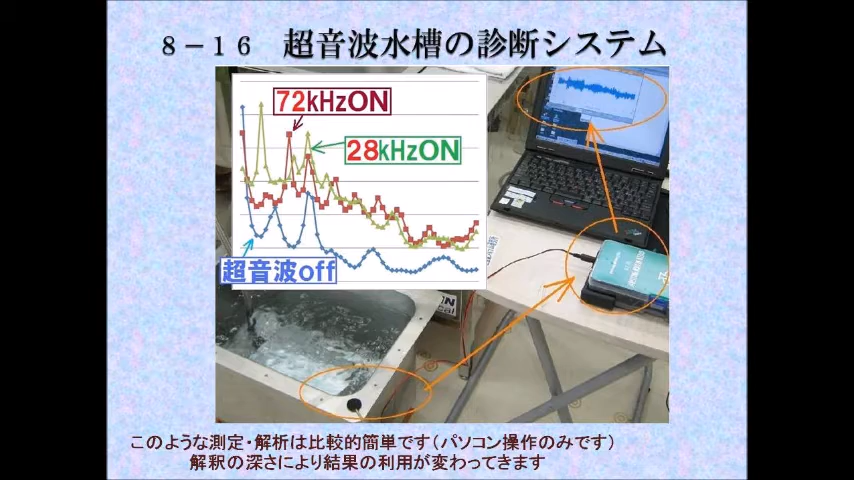 ８－１６　超音波水槽の診断システム
72kHzON
28kHzON
超音波off
このような測定・解析は比較的簡単です（パソコン操作のみです）
解釈の深さにより結果の利用が変わってきます